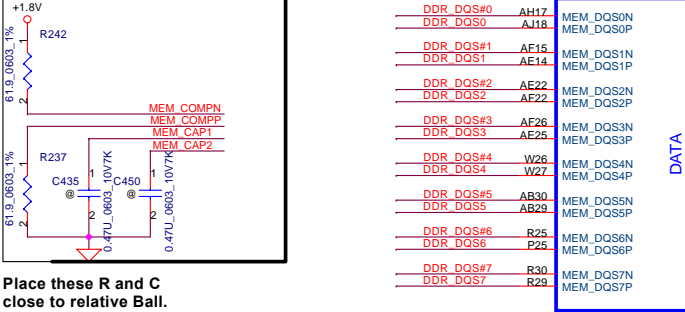 +1.8V
R242
1
61.9_0603_1%
2
MEM_COMPN
MEM_COMPP
MEM_CAP1
MEM_CAP2
R237
1
61.9_0603_1%
2
C435
1
@
2
0.47U_0603_10V7K
C450
1
@
2
0.47U_0603_10V7K
Place these R and C
close to relative Ball.
DDR_DQS#0 AH17 MEM_DQS0N
DDR_DQS0 AJ18 MEM_DQS0P
DDR_DQS#1 AF15 MEM_DQS1N
DDR_DQS1 AE14 MEM_DQS1P
DDR_DQS#2 AE22 MEM_DQS2N
DDR_DQS2 AF22 MEM_DQS2P
DDR_DQS#3 AF26 MEM_DQS3N
DDR_DQS3 AE25 MEM_DQS3P
DDR_DQS#4 W26 MEM_DQS4N
DDR_DQS4 W27 MEM_DQS4P
DDR_DQS#5 AB30 MEM_DQS5N
DDR_DQS5 AB29 MEM_DQS5P
DDR_DQS#6 R25 MEM_DQS6N
DDR_DQS6 P25 MEM_DQS6P
DDR_DQS#7 R30 MEM_DQS7N
DDR_DQS7 R29 MEM_DQS7P
DATA